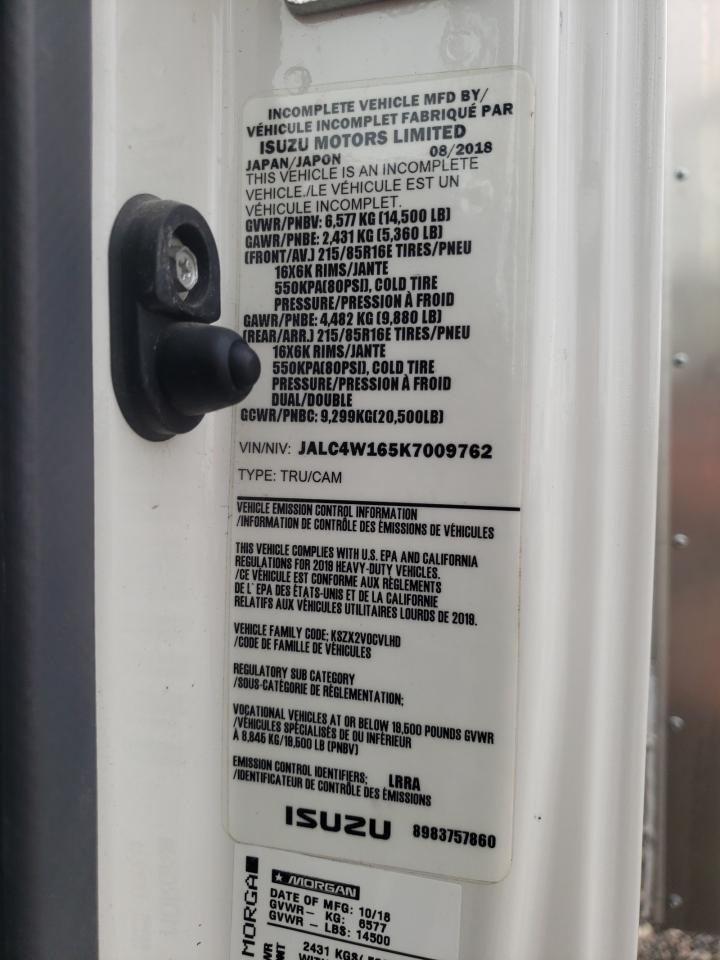 INCOMPLETE VEHICLE MFD BY/
VÉHICULE INCOMPLET FABRIQUÉ PAR
ISUZU MOTORS LIMITED
JAPAN/JAPON 08/2018
THIS VEHICLE IS AN INCOMPLETE
VEHICLE./LE VÉHICULE EST UN
VÉHICULE INCOMPLET.
GVWR/PNBV: 6,577 KG (14,500 LB)
GAWR/PNBE: 2,431 KG (5,360 LB)
(FRONT/AV.) 215/85R16E TIRES/PNEU
16X6K RIMS/JANTE
550KPA(80PSI), COLD TIRE
PRESSURE/PRESSION À FROID
GAWR/PNBE: 4,482 KG (9,880 LB)
(REAR/ARR.) 215/85R16E TIRES/PNEU
16X6K RIMS/JANTE
550KPA(80PSI), COLD TIRE
PRESSURE/PRESSION À FROID
DUAL/DOUBLE
GCWR/PNBC: 9,299KG(20,500LB)
VIN/NIV: JALC4W165K7009762
TYPE: TRU/CAM
VEHICLE EMISSION CONTROL INFORMATION
/INFORMATION DE CONTRÔLE DES ÉMISSIONS DE VÉHICULES
THIS VEHICLE COMPLIES WITH U.S. EPA AND CALIFORNIA
REGULATIONS FOR 2019 HEAVY-DUTY VEHICLES.
/CE VÉHICULE EST CONFORME AUX RÈGLEMENTS
DE L'EPA DES ÉTATS-UNIS ET DE LA CALIFORNIE
RELATIFS AUX VÉHICULES UTILITAIRES LOURDS DE 2019.
VEHICLE FAMILY CODE; KSZX2VOCVLHD
/CODE DE FAMILLE DE VÉHICULES
REGULATORY SUB CATEGORY
/SOUS-CATÉGORIE DE RÉGLEMENTATION;
VOCATIONAL VEHICLES AT OR BELOW 19,500 POUNDS GVWR
/VÉHICULES SPÉCIALISÉS DE OU INFÉRIEUR
À 8,845 KG/19,500 LB (PNBV)
EMISSION CONTROL IDENTIFIERS; LRRA
/IDENTIFICATEUR DE CONTRÔLE DES ÉMISSIONS
ISUZU 8983757860
MORGA
MORGAN
DATE OF MFG: 10/18
GVWR— KG: 6577
GVWR — LBS: 14500
2431 KGS/